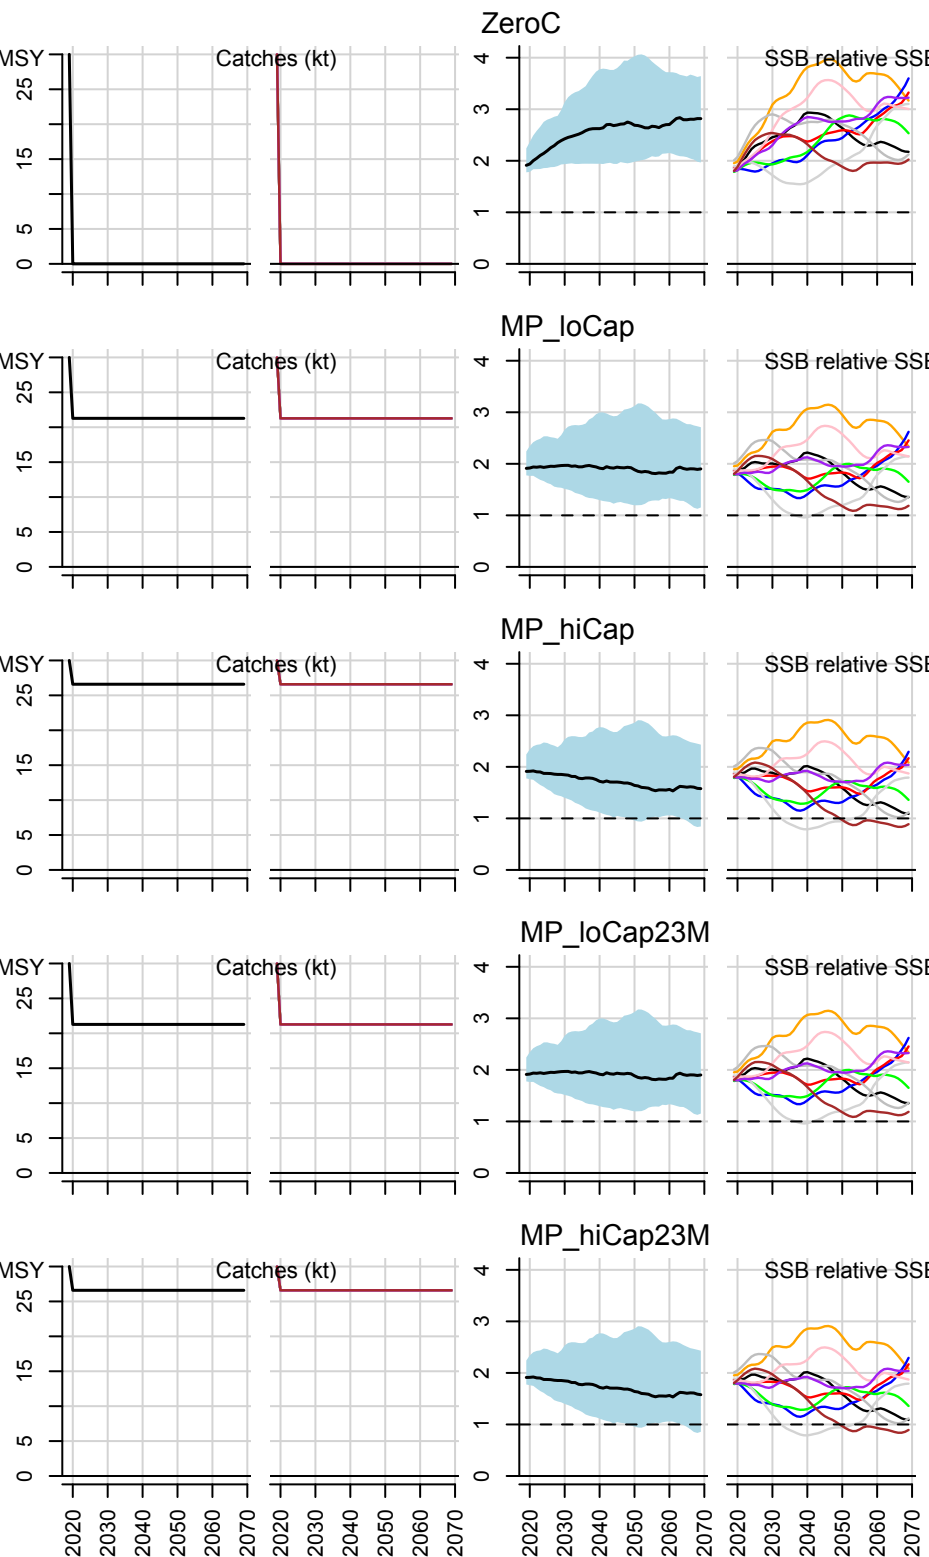 ZeroC
MSY Catches (kt) SSB relative SSB
0 5 15 25
0 1 2 3 4
MP_loCap
MSY Catches (kt) SSB relative SSB
0 5 15 25
0 1 2 3 4
MP_hiCap
MSY Catches (kt) SSB relative SSB
0 5 15 25
0 1 2 3 4
MP_loCap23M
MSY Catches (kt) SSB relative SSB
0 5 15 25
0 1 2 3 4
MP_hiCap23M
MSY Catches (kt) SSB relative SSB
0 5 15 25
0 1 2 3 4
2020 2030 2040 2050 2060 2070 2020 2030 2040 2050 2060 2070 2020 2030 2040 2050 2060 2070 2020 2030 2040 2050 2060 2070